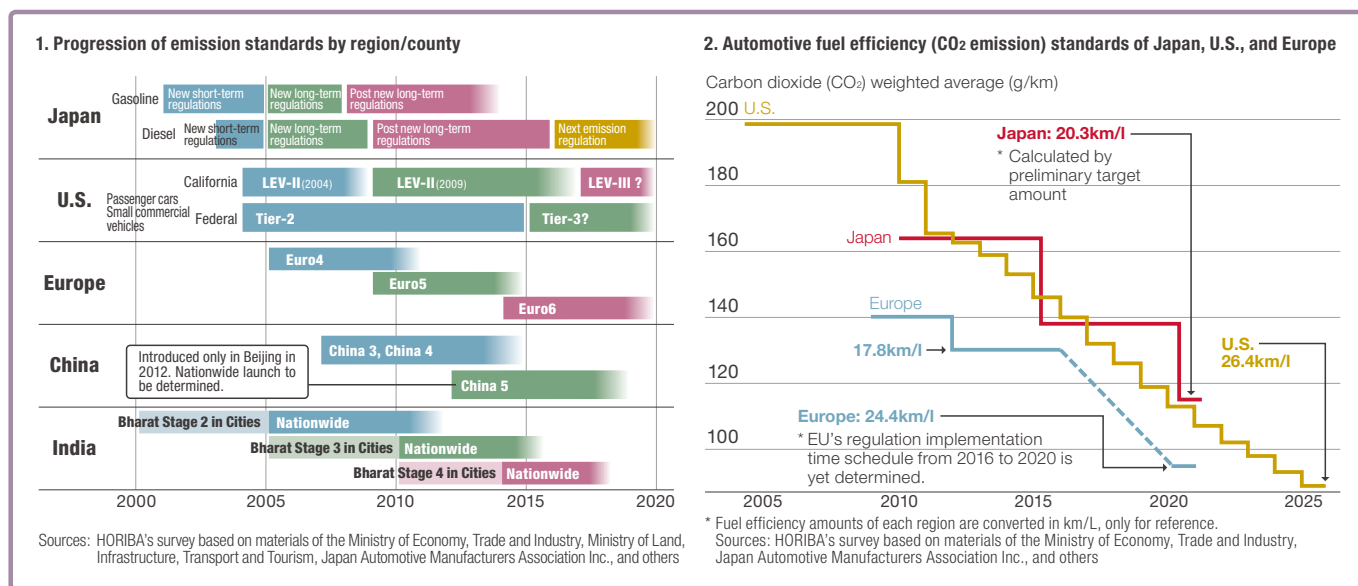 1. Progression of emission standards by region/county
Japan
Gasoline
New short-term
regulations
New long-term
regulations
Post new long-term
regulations
Diesel
New short-term
regulations
New long-term
regulations
Post new long-term
regulations
Next emission
regulation
U.S.
Passenger cars
Small commercial
vehicles
California
LEV-II (2004)
LEV-II (2009)
LEV-III ?
Federal
Tier-2
Tier-3?
Europe
Euro4
Euro5
Euro6
China
China 3, China 4
Introduced only in Beijing in
2012. Nationwide launch to
be determined.
China 5
India
Bharat Stage 2 in Cities
Nationwide
Bharat Stage 3 in Cities
Nationwide
Bharat Stage 4 in Cities
Nationwide
2000 2005 2010 2015 2020
Sources: HORIBA's survey based on materials of the Ministry of Economy, Trade and Industry, Ministry of Land,
Infrastructure, Transport and Tourism, Japan Automotive Manufacturers Association Inc., and others
2. Automotive fuel efficiency (CO2 emission) standards of Japan, U.S., and Europe
Carbon dioxide (CO2) weighted average (g/km)
200
U.S.
180
160
140
120
100
Japan: 20.3km/l
* Calculated by
preliminary target
amount
Japan
Europe
17.8km/l
U.S.
26.4km/l
Europe: 24.4km/l
* EU's regulation implementation
time schedule from 2016 to 2020 is
yet determined.
2005 2010 2015 2020 2025
* Fuel efficiency amounts of each region are converted in km/L, only for reference.
Sources: HORIBA's survey based on materials of the Ministry of Economy, Trade and Industry,
Japan Automotive Manufacturers Association Inc., and others